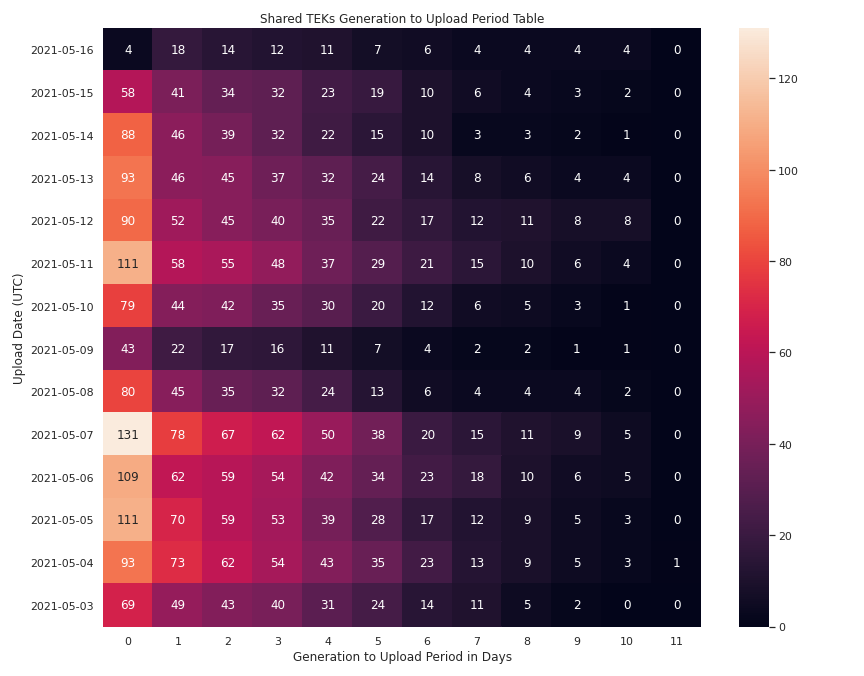 Shared TEKs Generation to Upload Period Table
2021-05-16 4 18 14 12 11 7 6 4 4 4 4 0
2021-05-15 58 41 34 32 23 19 10 6 4 3 2 0
2021-05-14 88 46 39 32 22 15 10 3 3 2 1 0
2021-05-13 93 46 45 37 32 24 14 8 6 4 4 0
2021-05-12 90 52 45 40 35 22 17 12 11 8 8 0
2021-05-11 111 58 55 48 37 29 21 15 10 6 4 0
2021-05-10 79 44 42 35 30 20 12 6 5 3 1 0
2021-05-09 43 22 17 16 11 7 4 2 2 1 1 0
2021-05-08 80 45 35 32 24 13 6 4 4 4 2 0
2021-05-07 131 78 67 62 50 38 20 15 11 9 5 0
2021-05-06 109 62 59 54 42 34 23 18 10 6 5 0
2021-05-05 111 70 59 53 39 28 17 12 9 5 3 0
2021-05-04 93 73 62 54 43 35 23 13 9 5 3 1
2021-05-03 69 49 43 40 31 24 14 11 5 2 0 0
0 1 2 3 4 5 6 7 8 9 10 11
Generation to Upload Period in Days
Upload Date (UTC)
120
100
80
60
40
20
0